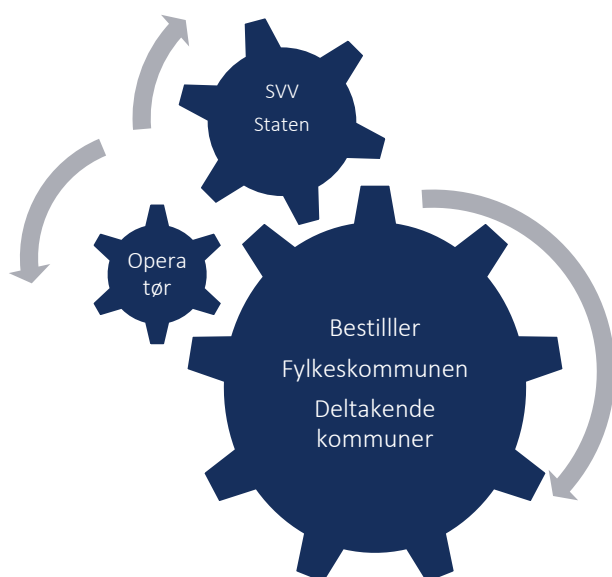 SVV
Staten
Opera
tør
Bestilller
Fylkeskommunen
Deltakende
kommuner